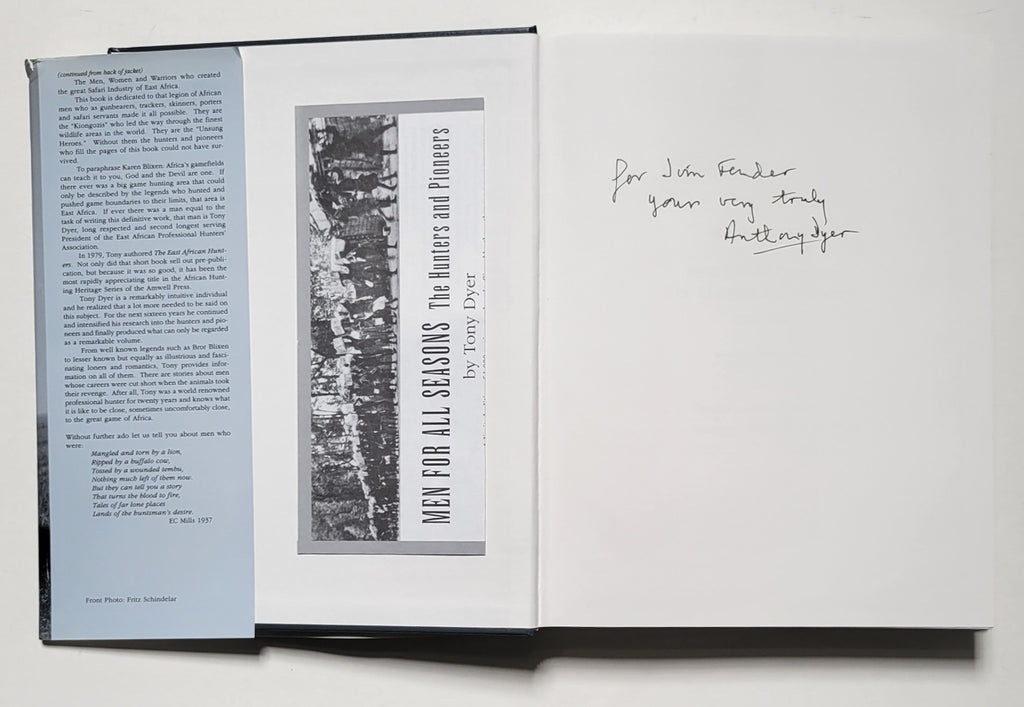 (continued from back of jacket)
The Men, Women and Warriors who created
the great Safari Industry of East Africa.
This book is dedicated to that legion of African
men who as gunbearers, trackers, skinners, porters
and safari servants made it all possible. They are
the "Kiongozis" who led the way through the finest
wildlife areas in the world. They are the "Unsung
Heroes." Without them the hunters and pioneers
who fill the pages of this book could not have sur-
vived.
To paraphrase Karen Blixen: Africa's gamefields
can teach it to you, God and the Devil are one. If
there ever was a big game hunting area that could
only be described by the legends who hunted and
pushed game boundaries to their limits, that area is
East Africa. If ever there was a man equal to the
task of writing this definitive work, that man is Tony
Dyer, long respected and second longest serving
President of the East African Professional Hunters'
Association.
In 1979, Tony authored The East African Hunt-
ers. Not only did that short book sell out pre-publi-
cation, but because it was so good, it has been the
most rapidly appreciating title in the African Hunt-
ing Heritage Series of the Amwell Press.
Tony Dyer is a remarkably intuitive individual
and he realized that a lot more needed to be said on
this subject. For the next sixteen years he continued
and intensified his research into the hunters and pio-
neers and finally produced what can only be regarded
as a remarkable volume.
From well known legends such as Bror Blixen
to lesser known but equally as illustrious and fasci-
nating loners and romantics, Tony provides infor-
mation on all of them. There are stories about men
whose careers were cut short when the animals took
their revenge. After all, Tony was a world renowned
professional hunter for twenty years and knows what
it is like to be close, sometimes uncomfortably close,
to the great game of Africa.
Without further ado let us tell you about men who
were:
Mangled and torn by a lion,
Ripped by a buffalo cow,
Tossed by a wounded tembu,
Nothing much left of them now.
But they can tell you a story
That turns the blood to fire,
Tales of far lone places
Lands of the huntsman's desire.
EC Mills 1937
Front Photo: Fritz Schindelar
MEN FOR ALL SEASONS The Hunters and Pioneers
by Tony Dyer
for Jim Fender
yours very truly
Anthony Dyer